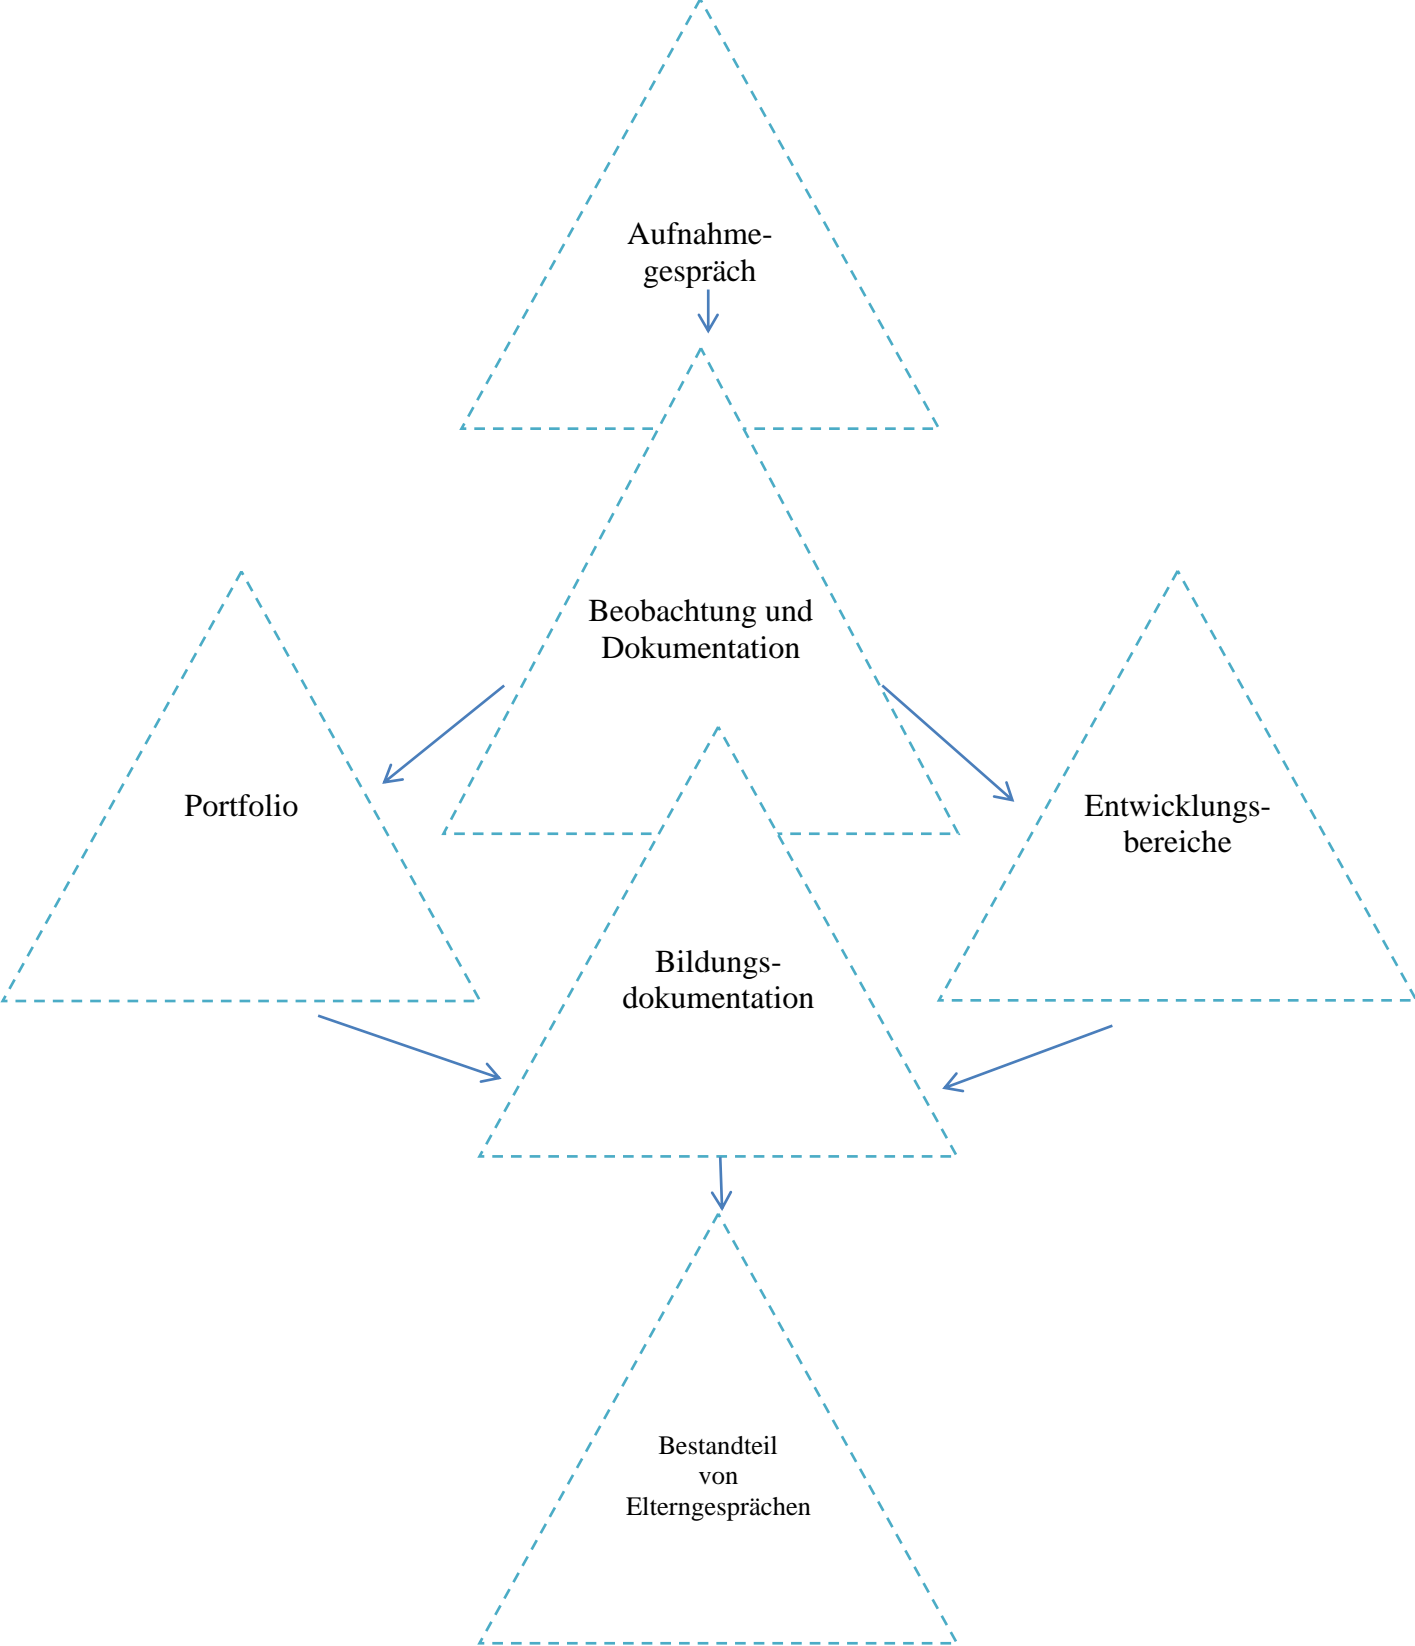 Aufnahme-
gespräch
Beobachtung und
Dokumentation
Portfolio
Entwicklungs-
bereiche
Bildungs-
dokumentation
Bestandteil
von
Elterngesprächen